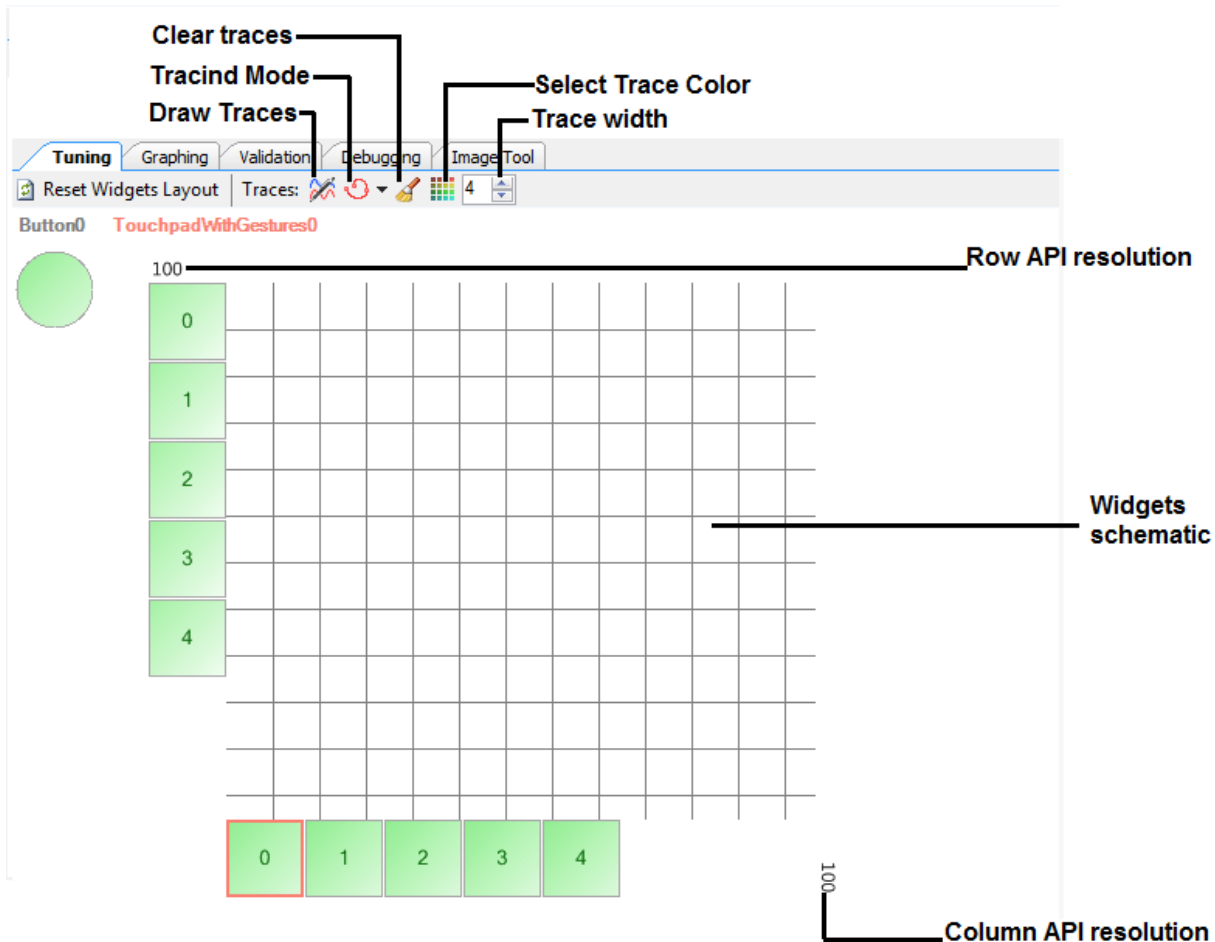 Clear traces
Tracind Mode
Select Trace Color
Draw Traces
Trace width
Tuning Graphing Validation Debugging Image Tool
Reset Widgets Layout Traces: 4
Button0 TouchpadWithGestures0
Row API resolution
100
0
1
2
3
4
Widgets
schematic
0 1 2 3 4
100
Column API resolution